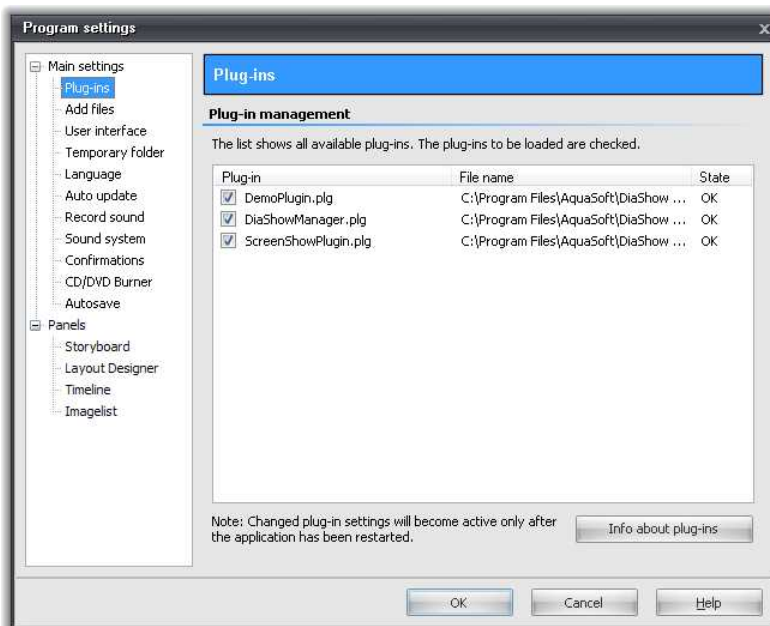 Program settings
x
Main settings
Plug-ins
Add files
User interface
Temporary folder
Language
Auto update
Record sound
Sound system
Confirmations
CD/DVD Burner
Autosave
Panels
Storyboard
Layout Designer
Timeline
Imagelist
Plug-ins
Plug-in management
The list shows all available plug-ins. The plug-ins to be loaded are checked.
Plug-in File name State
DemoPlugin.plg C:\Program Files\AquaSoft\DiaShow ... OK
DiaShowManager.plg C:\Program Files\AquaSoft\DiaShow ... OK
ScreenShowPlugin.plg C:\Program Files\AquaSoft\DiaShow ... OK
Note: Changed plug-in settings will become active only after
the application has been restarted.
Info about plug-ins
OK Cancel Help